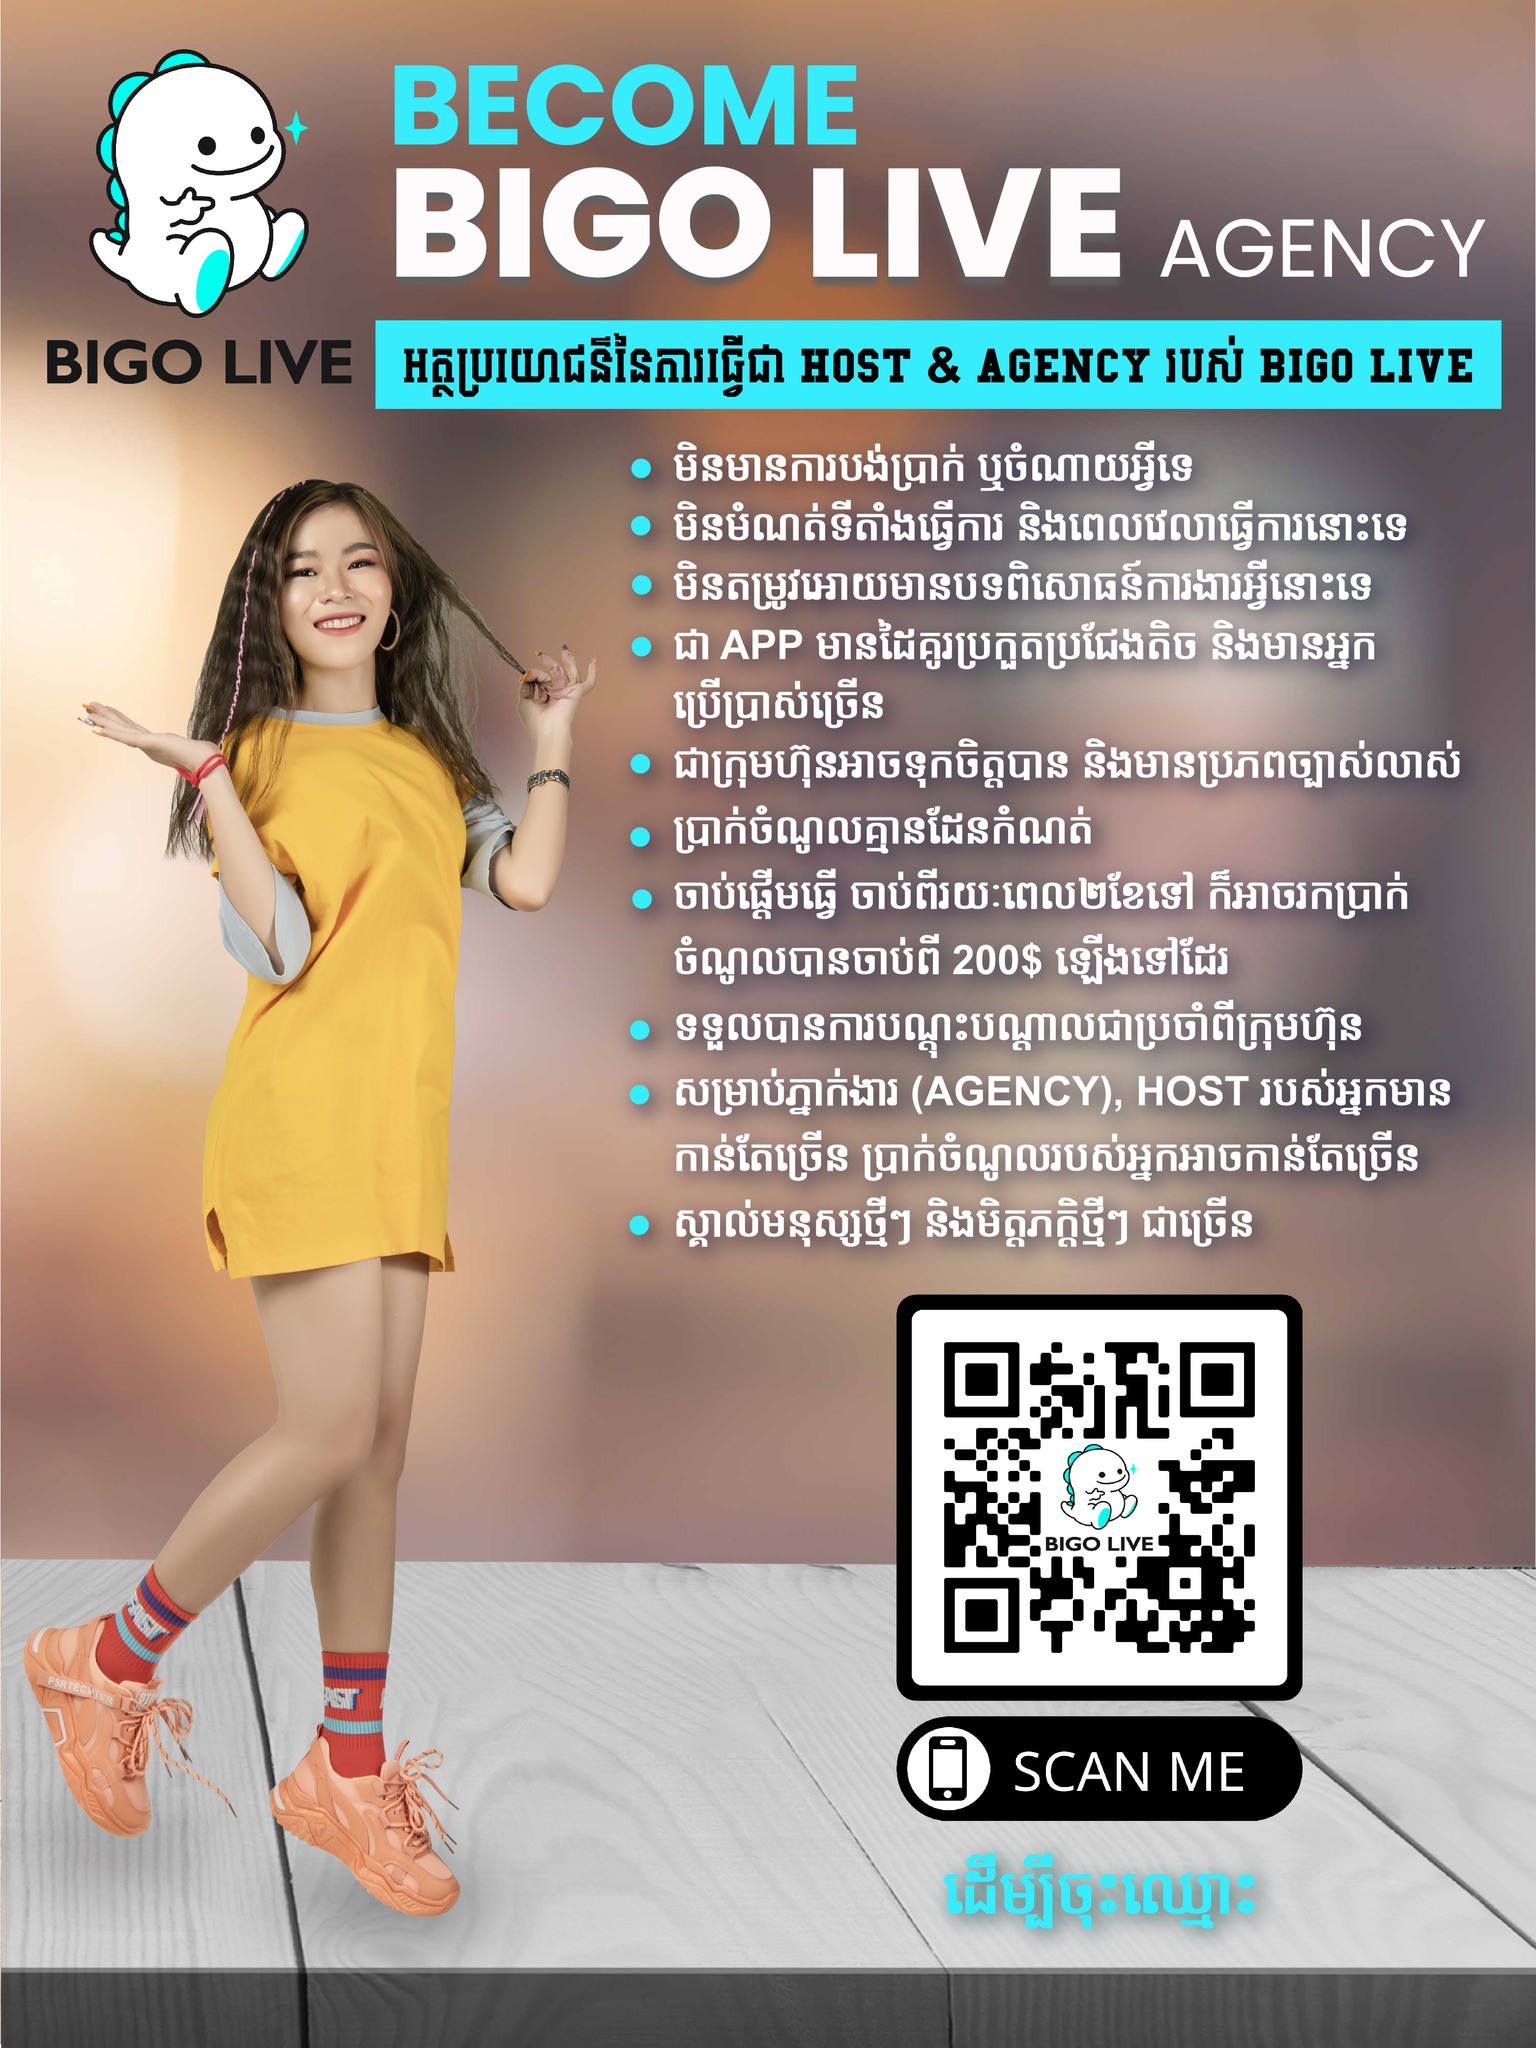 BECOME
BIGO LIVE AGENCY
BIGO LIVE
អត្ថប្រយោជន៏នៃការធ្វើជា HOST & AGENCY របស់ BIGO LIVE
មិនមានការបង់ប្រាក់ ឬចំណាយអ្វីទេ
មិនមំណត់ទីតាំងធ្វើការ និងពេលវេលាធ្វើការនោះទេ
មិនតម្រូវអោយមានបទពិសោធន៍ការងារអ្វីនោះទេ
ជា APP មានដៃគូរប្រកួតប្រជែងតិច និងមានអ្នក
ប្រើប្រាស់ច្រើន
ជាក្រុមហ៊ុនអាចទុកចិត្តបាន និងមានប្រភពច្បាស់លាស់
ប្រាក់ចំណូលគ្មានដែនកំណត់
ចាប់ផ្តើមធ្វើ ចាប់ពីរយៈពេល២ខែទៅ ក៏អាចរកប្រាក់
ចំណូលបានចាប់ពី 200$ ឡើងទៅដែរ
ទទួលបានការបណ្តុះបណ្តាលជាប្រចាំពីក្រុមហ៊ុន
សម្រាប់ភ្នាក់ងារ (AGENCY), HOST របស់អ្នកមាន
កាន់តែច្រើន ប្រាក់ចំណូលរបស់អ្នកអាចកាន់តែច្រើន
ស្គាល់មនុស្សថ្មីៗ និងមិត្តភក្តិថ្មីៗ ជាច្រើន
BIGO LIVE
SCAN ME
ដើម្បីចុះឈ្មោះ